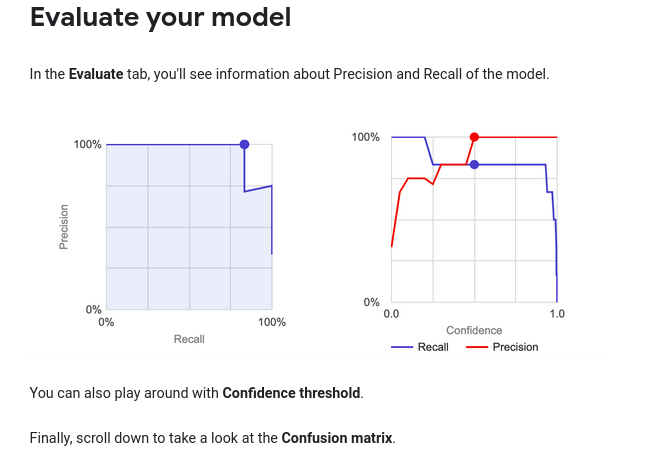 Evaluate your model
In the Evaluate tab, you'll see information about Precision and Recall of the model.
100%
Precision
0%
0%
100%
Recall
100%
0%
0.0
1.0
Confidence
Recall
Precision
You can also play around with Confidence threshold.
Finally, scroll down to take a look at the Confusion matrix.